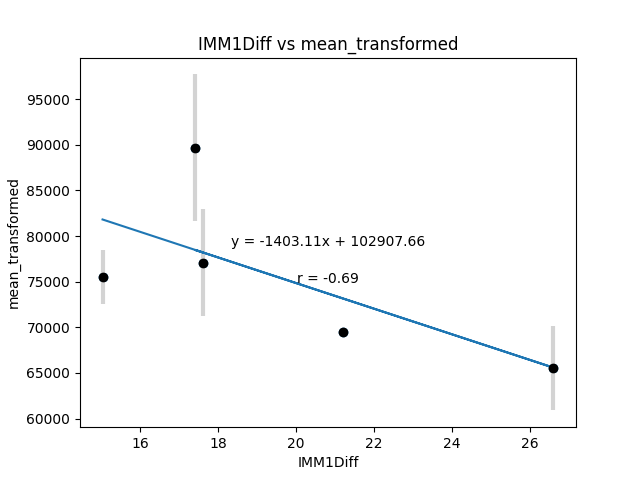 IMM1Diff vs mean_transformed
mean_transformed
95000
90000
85000
80000
75000
70000
65000
60000
y = -1403.11x + 102907.66
r = -0.69
16
18
20
22
24
26
IMM1Diff